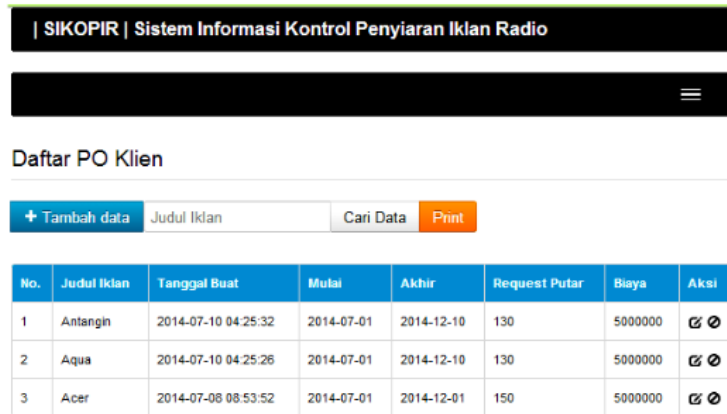 | SIKOPIR | Sistem Informasi Kontrol Penyiaran Iklan Radio
Daftar PO Klien
+ Tambah data Judul Iklan Cari Data Print
No. Judul Iklan Tanggal Buat Mulai Akhir Request Putar Biaya Aksi
1 Antangin 2014-07-10 04:25:32 2014-07-01 2014-12-10 130 5000000
2 Aqua 2014-07-10 04:25:26 2014-07-01 2014-12-10 130 5000000
3 Acer 2014-07-08 08:53:52 2014-07-01 2014-12-01 150 5000000